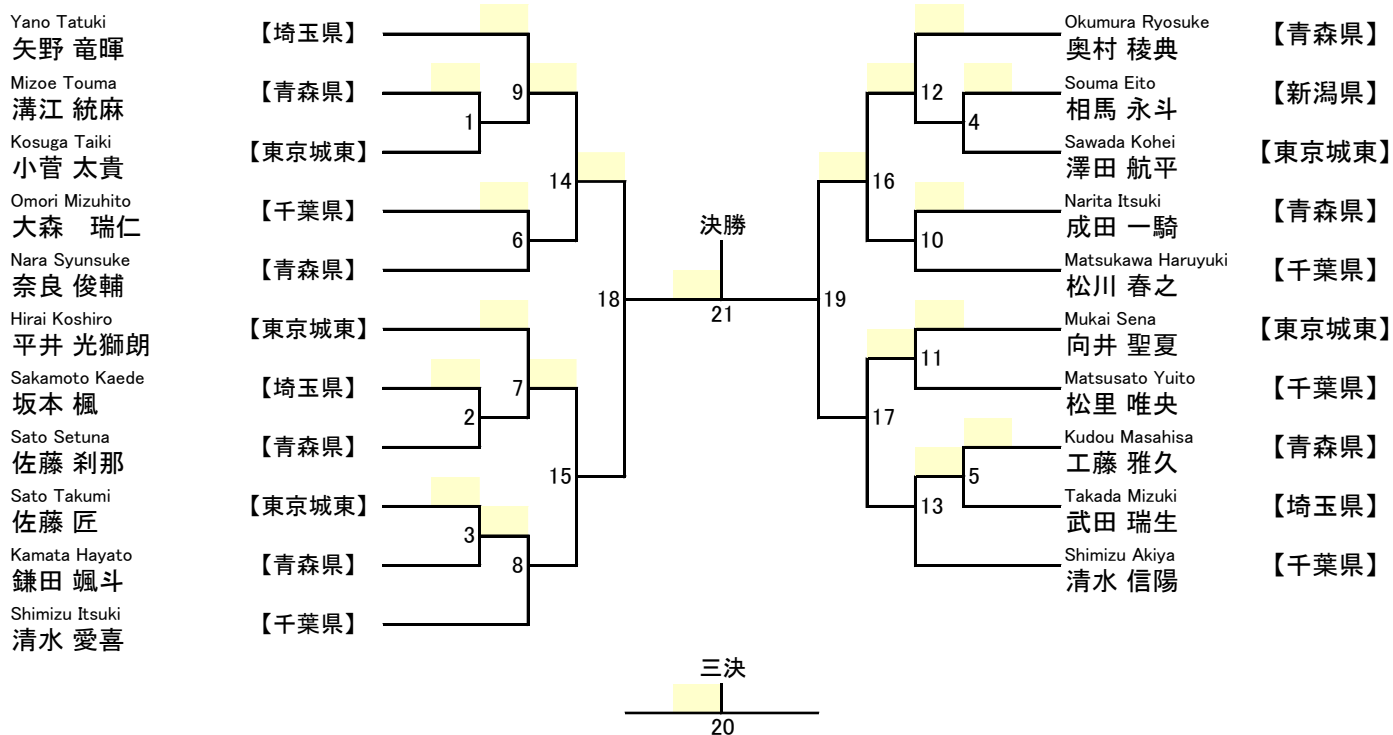 Yano Tatuki
矢野 竜暉
【埼玉県】
Mizoe Touma
溝江 統麻
【青森県】
Kosuga Taiki
小菅 太貴
【東京城東】
Omori Mizuhito
大森　瑞仁
【千葉県】
Nara Syunsuke
奈良 俊輔
【青森県】
Hirai Koshiro
平井 光獅朗
【東京城東】
Sakamoto Kaede
坂本 楓
【埼玉県】
Sato Setuna
佐藤 刹那
【青森県】
Sato Takumi
佐藤 匠
【東京城東】
Kamata Hayato
鎌田 颯斗
【青森県】
Shimizu Itsuki
清水 愛喜
【千葉県】
9
1
14
6
18
7
2
15
3
8
決勝
21
三決
20
12
4
16
10
19
11
17
5
13
Okumura Ryosuke
奥村 稜典
【青森県】
Souma Eito
相馬 永斗
【新潟県】
Sawada Kohei
澤田 航平
【東京城東】
Narita Itsuki
成田 一騎
【青森県】
Matsukawa Haruyuki
松川 春之
【千葉県】
Mukai Sena
向井 聖夏
【東京城東】
Matsusato Yuito
松里 唯央
【千葉県】
Kudou Masahisa
工藤 雅久
【青森県】
Takada Mizuki
武田 瑞生
【埼玉県】
Shimizu Akiya
清水 信陽
【千葉県】